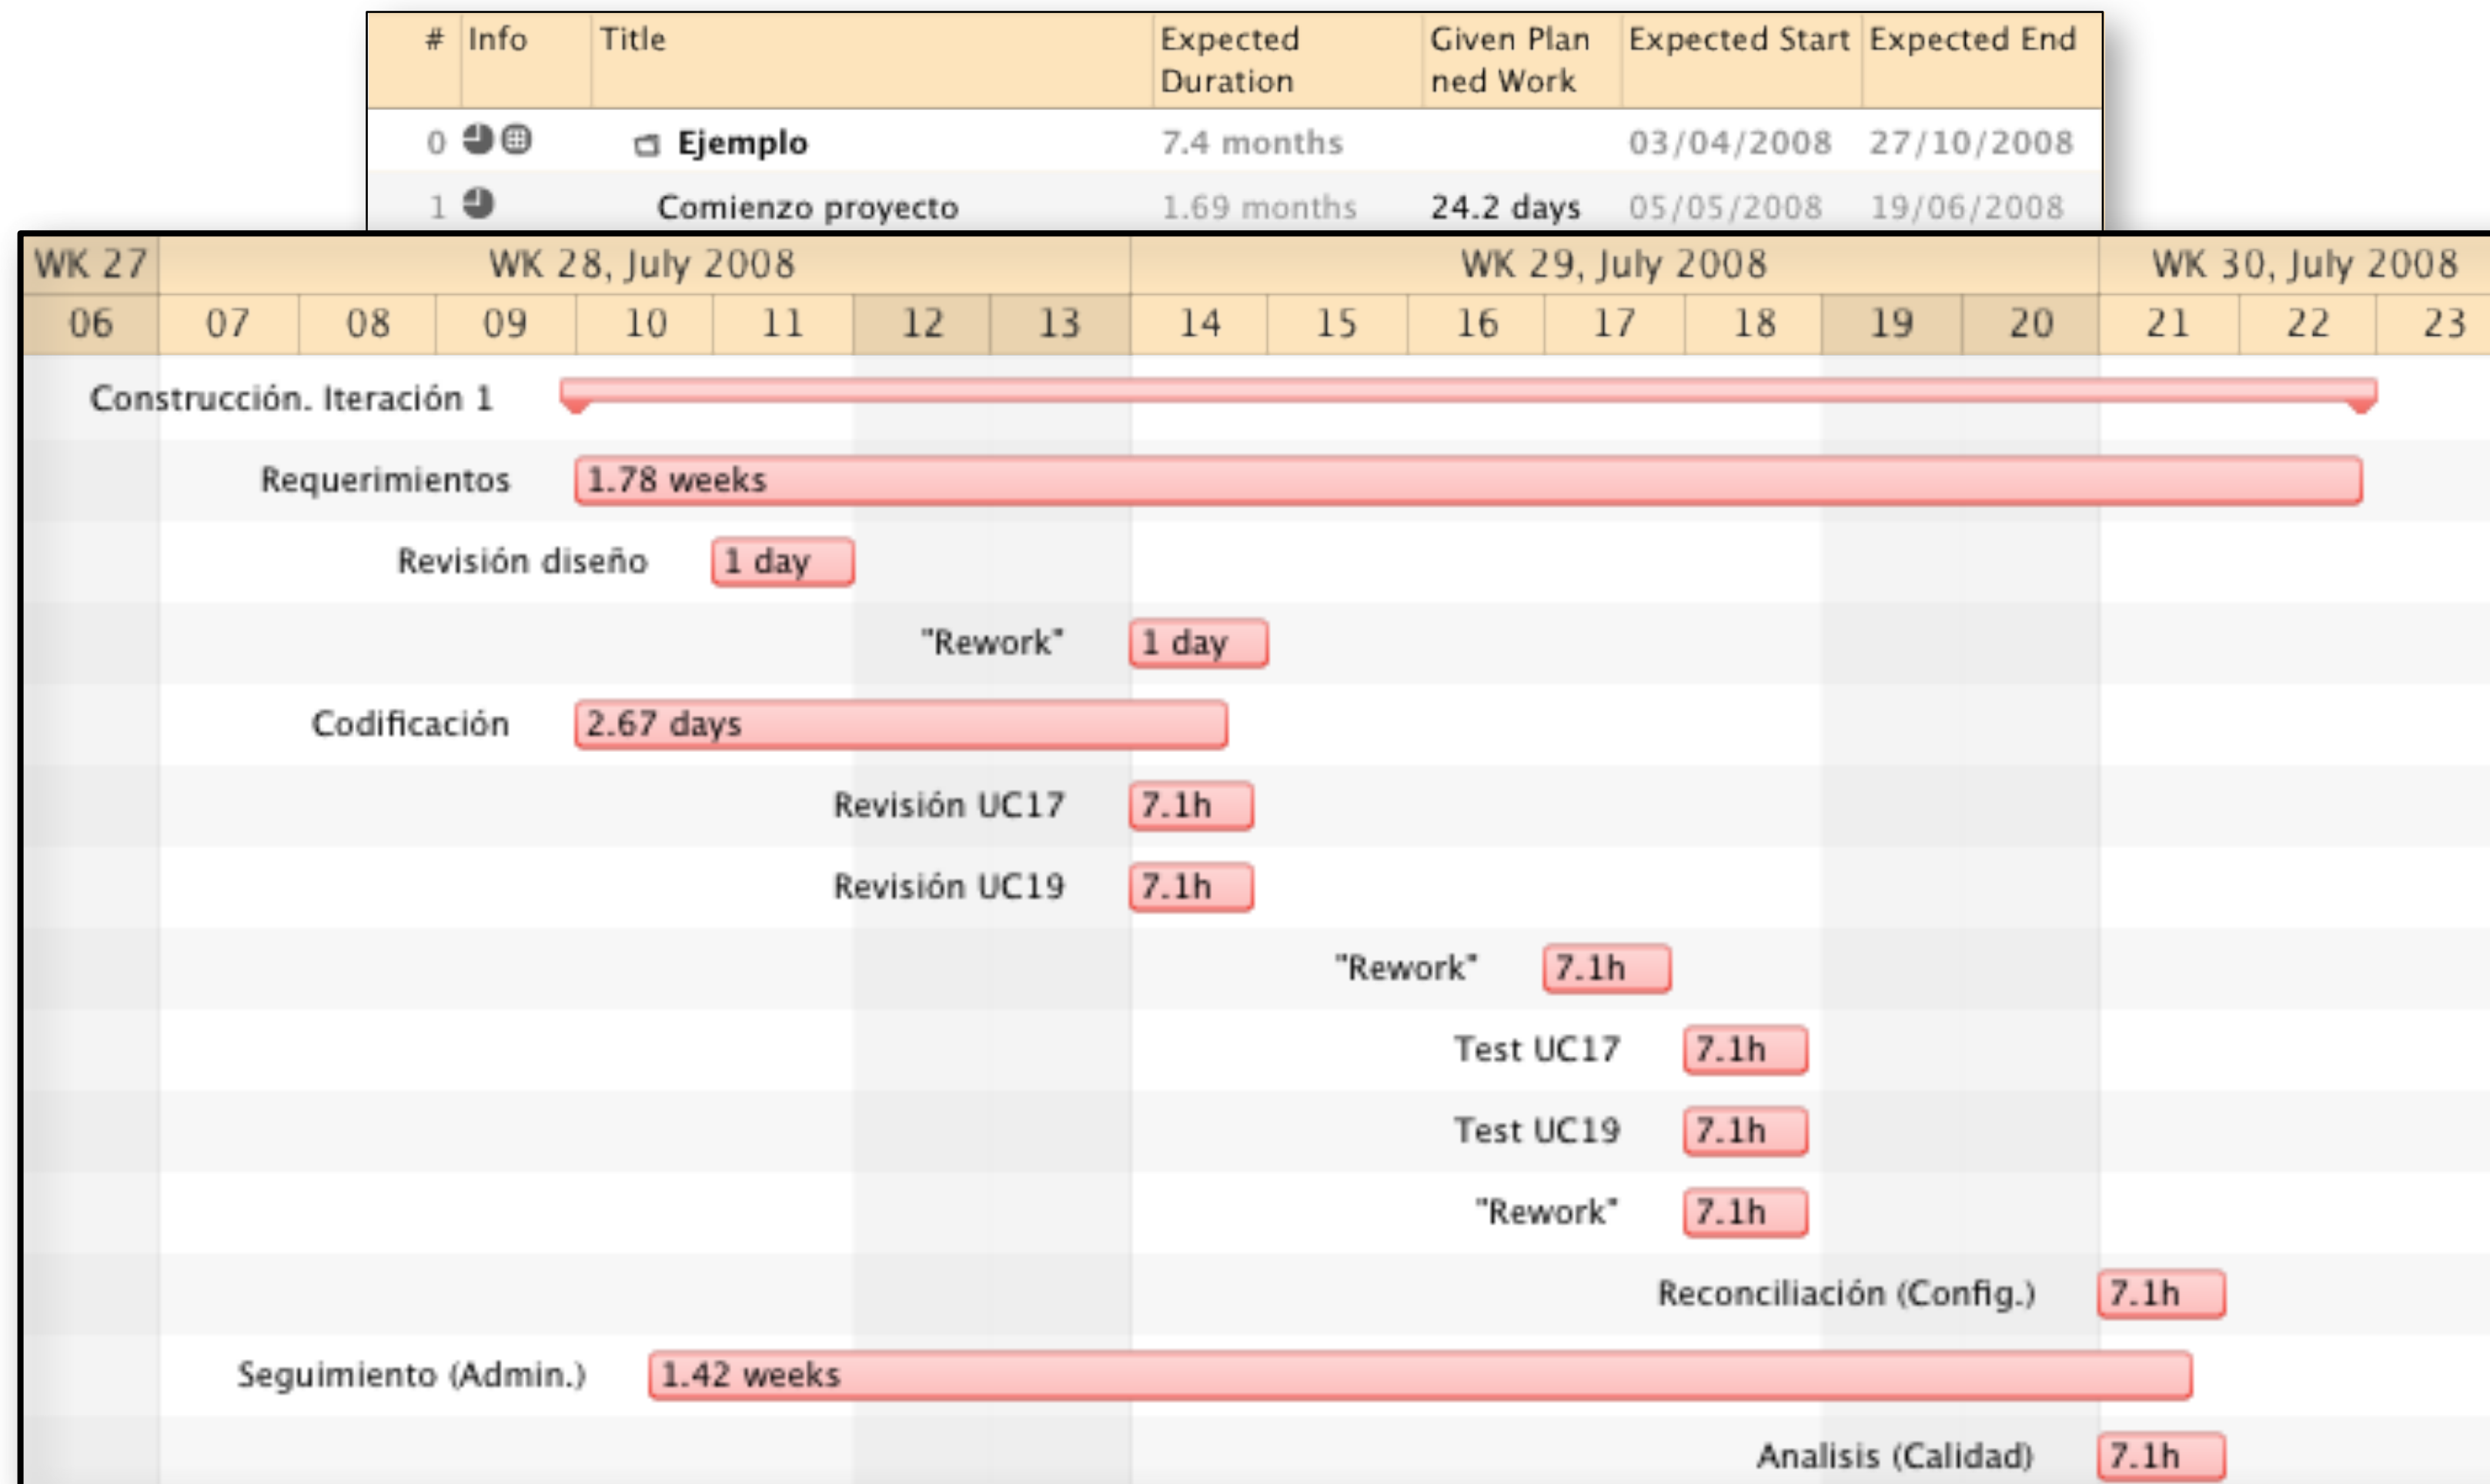 # Info Title Expected Duration Given Plan ned Work Expected Start Expected End
0 Ejemplo 7.4 months 03/04/2008 27/10/2008
1 Comienzo proyecto 1.69 months 24.2 days 05/05/2008 19/06/2008
WK 27 WK 28, July 2008 WK 29, July 2008 WK 30, July 2008
06 07 08 09 10 11 12 13 14 15 16 17 18 19 20 21 22 23
Construcción. Iteración 1
Requerimientos 1.78 weeks
Revisión diseño 1 day
"Rework" 1 day
Codificación 2.67 days
Revisión UC17 7.1h
Revisión UC19 7.1h
"Rework" 7.1h
Test UC17 7.1h
Test UC19 7.1h
"Rework" 7.1h
Reconciliación (Config.) 7.1h
Seguimiento (Admin.) 1.42 weeks
Analisis (Calidad) 7.1h